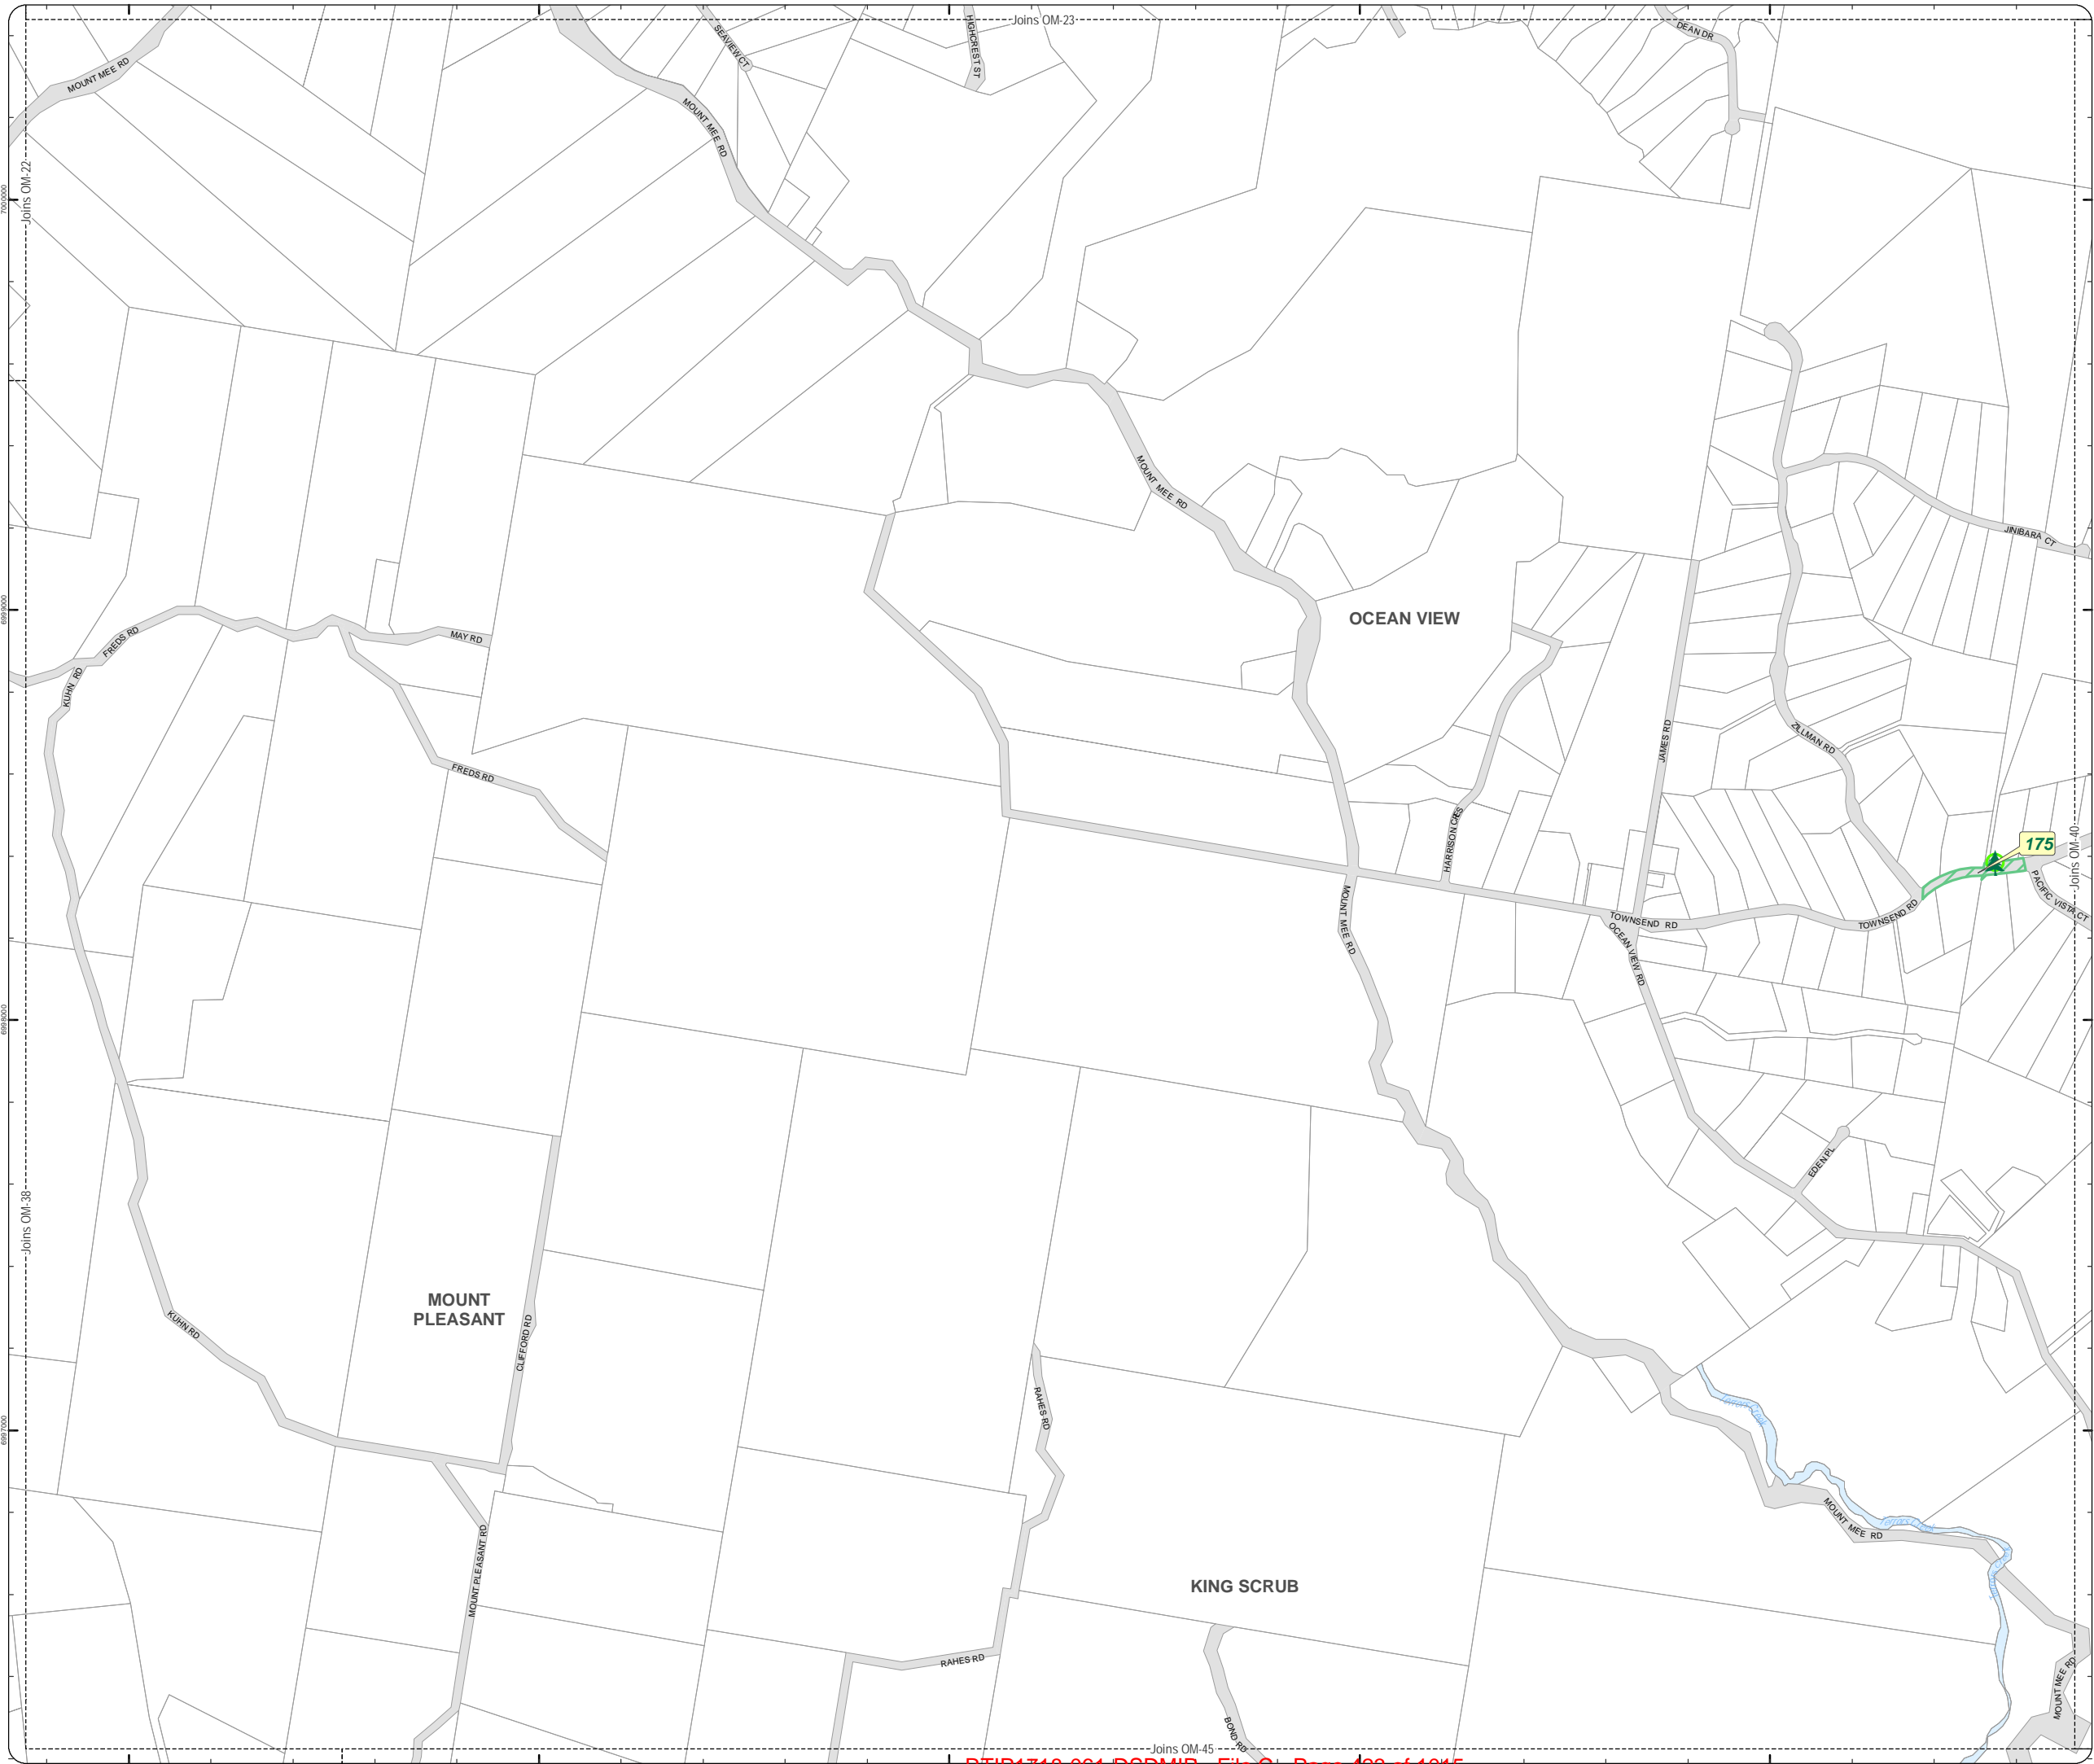 Joins OM-23
MOUNT MEE RD
SEAVIEW CT
HIGHCREST ST
DEAN DR
MOUNT MEE RD
Joins OM-22
7000000
MOUNT MEE RD
JINIBARA CT
6999000
OCEAN VIEW
FREDS RD
MAY RD
KUHN RD
ZILLMAN RD
JAMES RD
FREDS RD
HARRISON CRES
175
Joins OM-40
PACIFIC VISTA CT
MOUNT MEE RD
TOWNSEND RD
TOWNSEND RD
OCEAN VIEW RD
6998000
EDEN PL
Joins OM-38
MOUNT
PLEASANT
KUHN RD
CLIFFORD RD
RAHES RD
6997000
MOUNT MEE RD
MOUNT PLEASANT RD
KING SCRUB
RAHES RD
MOUNT MEE RD
BOND RD
Joins OM-45